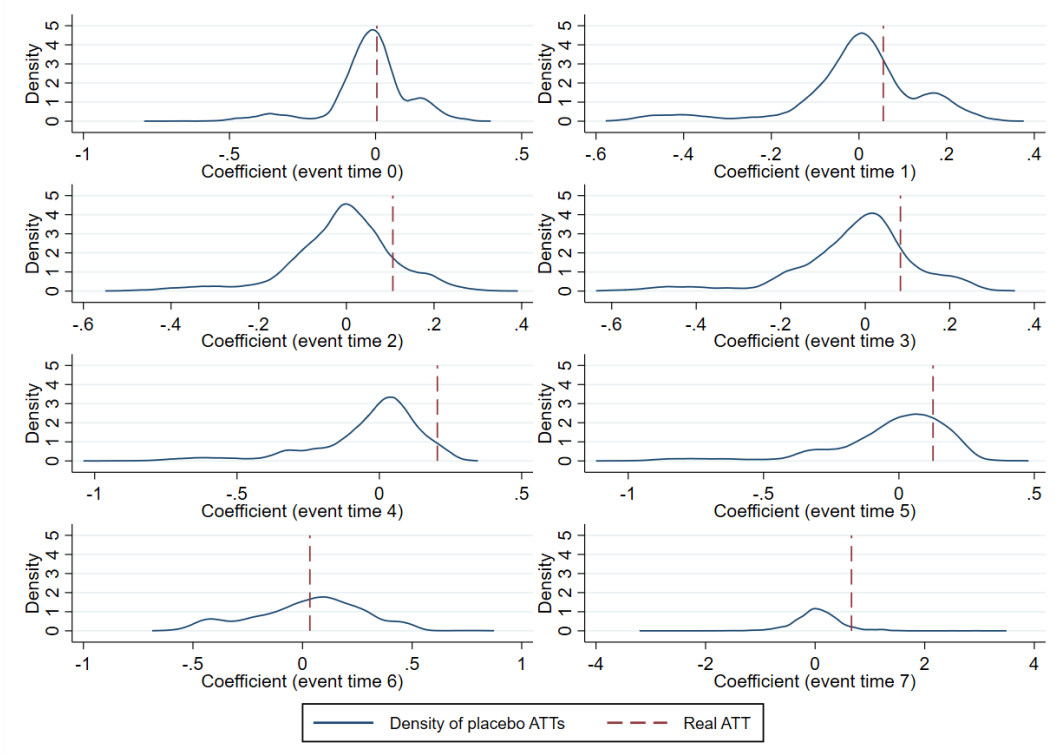 Density
5
4
3
2
1
0
-1 -.5 0 .5
Coefficient (event time 0)
Density
5
4
3
2
1
0
-.6 -.4 -.2 0 .2 .4
Coefficient (event time 1)
Density
5
4
3
2
1
0
-.6 -.4 -.2 0 .2 .4
Coefficient (event time 2)
Density
5
4
3
2
1
0
-.6 -.4 -.2 0 .2 .4
Coefficient (event time 3)
Density
5
4
3
2
1
0
-1 -.5 0 .5
Coefficient (event time 4)
Density
5
4
3
2
1
0
-1 -.5 0 .5
Coefficient (event time 5)
Density
5
4
3
2
1
0
-1 -.5 0 .5 1
Coefficient (event time 6)
Density
5
4
3
2
1
0
-4 -2 0 2 4
Coefficient (event time 7)
Density of placebo ATTs Real ATT